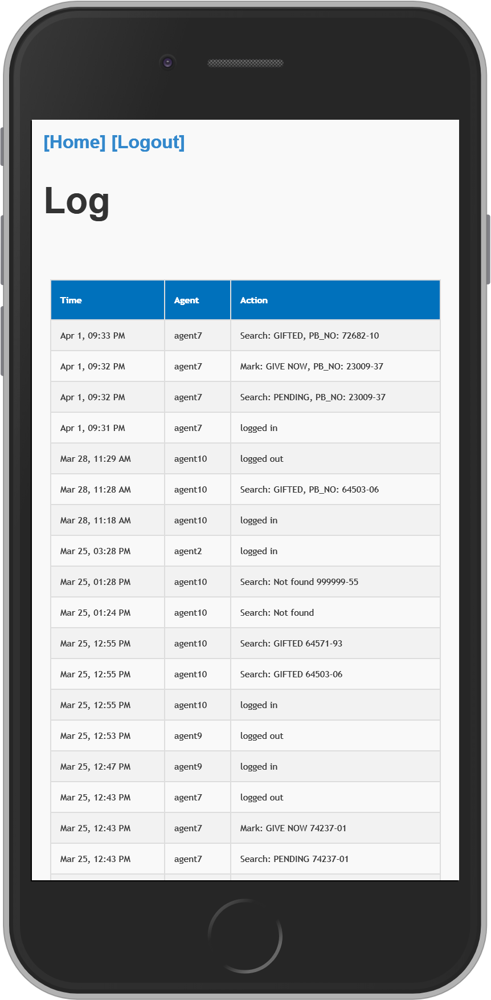 [Home] [Logout]
Log
Time Agent Action
Apr 1, 09:33 PM agent7 Search: GIFTED, PB_NO: 72682-10
Apr 1, 09:32 PM agent7 Mark: GIVE NOW, PB_NO: 23009-37
Apr 1, 09:32 PM agent7 Search: PENDING, PB_NO: 23009-37
Apr 1, 09:31 PM agent7 logged in
Mar 28, 11:29 AM agent10 logged out
Mar 28, 11:28 AM agent10 Search: GIFTED, PB_NO: 64503-06
Mar 28, 11:18 AM agent10 logged in
Mar 25, 03:28 PM agent2 logged in
Mar 25, 01:28 PM agent10 Search: Not found 999999-55
Mar 25, 01:24 PM agent10 Search: Not found
Mar 25, 12:55 PM agent10 Search: GIFTED 64571-93
Mar 25, 12:55 PM agent10 Search: GIFTED 64503-06
Mar 25, 12:55 PM agent10 logged in
Mar 25, 12:53 PM agent9 logged out
Mar 25, 12:47 PM agent9 logged in
Mar 25, 12:43 PM agent7 logged out
Mar 25, 12:43 PM agent7 Mark: GIVE NOW 74237-01
Mar 25, 12:43 PM agent7 Search: PENDING 74237-01